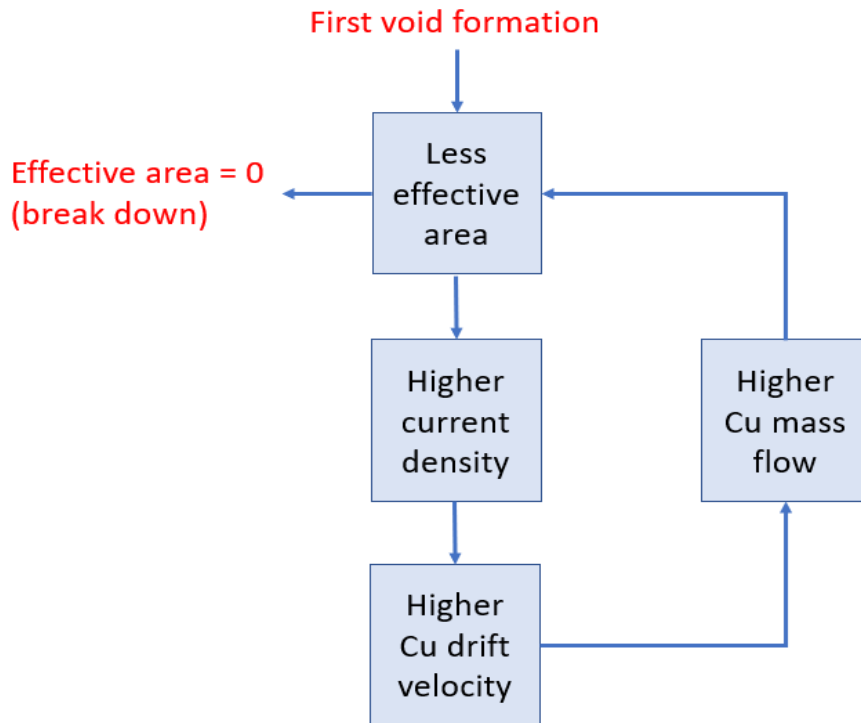 First void formation
Effective area = 0
(break down)
Less
effective
area
Higher
current
density
Higher
Cu mass
flow
Higher
Cu drift
velocity